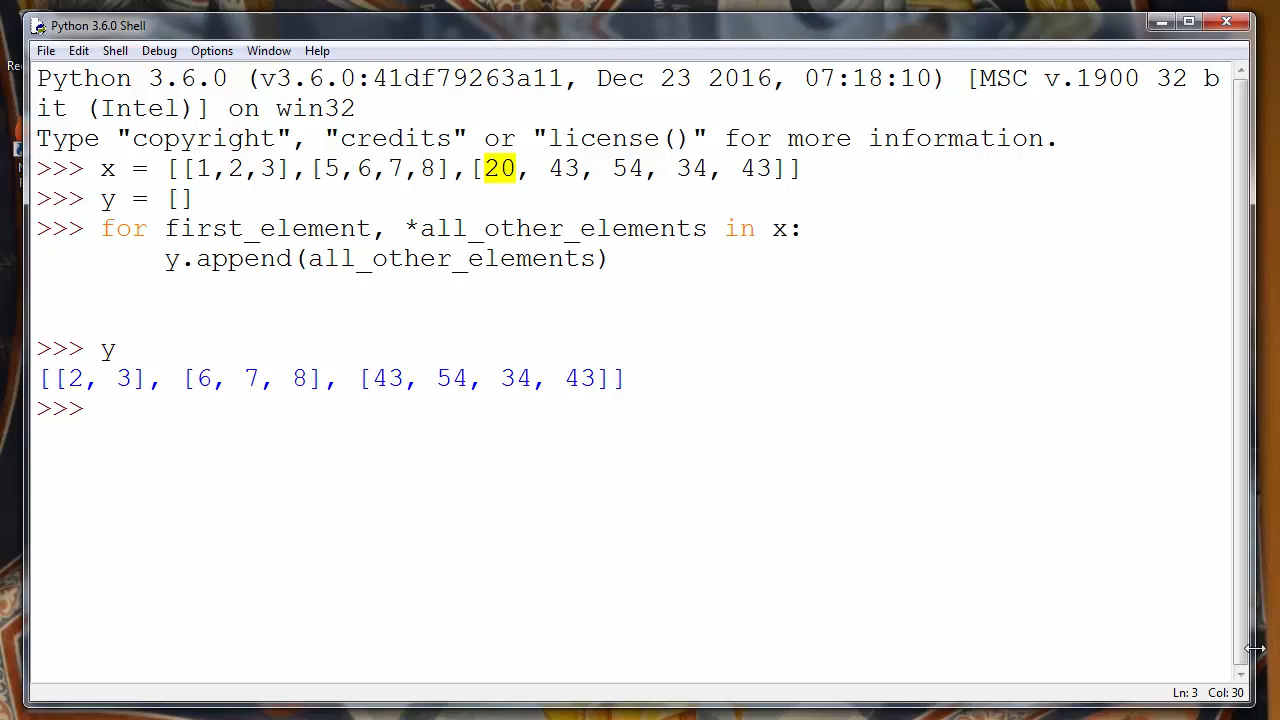 Python 3.6.0 Shell
File Edit Shell Debug Options Window Help
Python 3.6.0 (v3.6.0:41df79263a11, Dec 23 2016, 07:18:10) [MSC v.1900 32 b
it (Intel)] on win32
Type "copyright", "credits" or "license()" for more information.
>>> x = [[1,2,3],[5,6,7,8],[20, 43, 54, 34, 43]]
>>> y = []
>>> for first_element, *all_other_elements in x:
        y.append(all_other_elements)
>>> y
[[2, 3], [6, 7, 8], [43, 54, 34, 43]]
>>>
Ln: 3 Col: 30